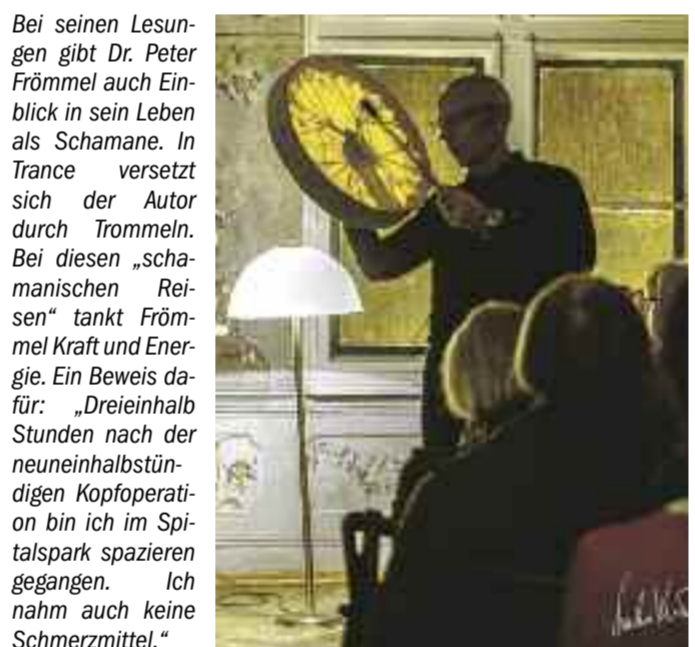 Bei seinen Lesun-
gen gibt Dr. Peter
Frömmel auch Ein-
blick in sein Leben
als Schamane. In
Trance versetzt
sich der Autor
durch Trommeln.
Bei diesen „scha-
manischen Rei-
sen“ tankt Fröm-
mel Kraft und Ener-
gie. Ein Beweis da-
für: „Dreieinhalb
Stunden nach der
neuneinhalbstün-
digen Kopfoperati-
on bin ich im Spi-
talspark spazieren
gegangen. Ich
nahm auch keine
Schmerzmittel.“